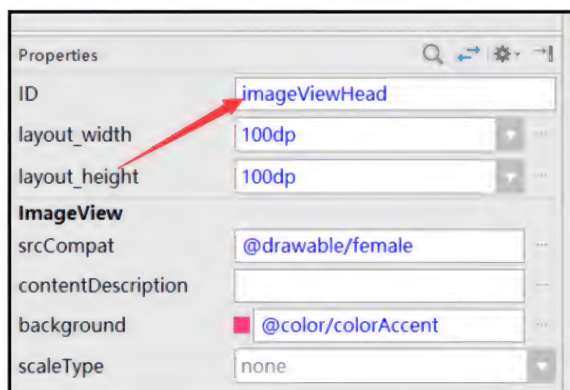 Properties
ID imageViewHead
layout_width 100dp
layout_height 100dp
ImageView
srcCompat @drawable/female
contentDescription
background @color/colorAccent
scaleType none